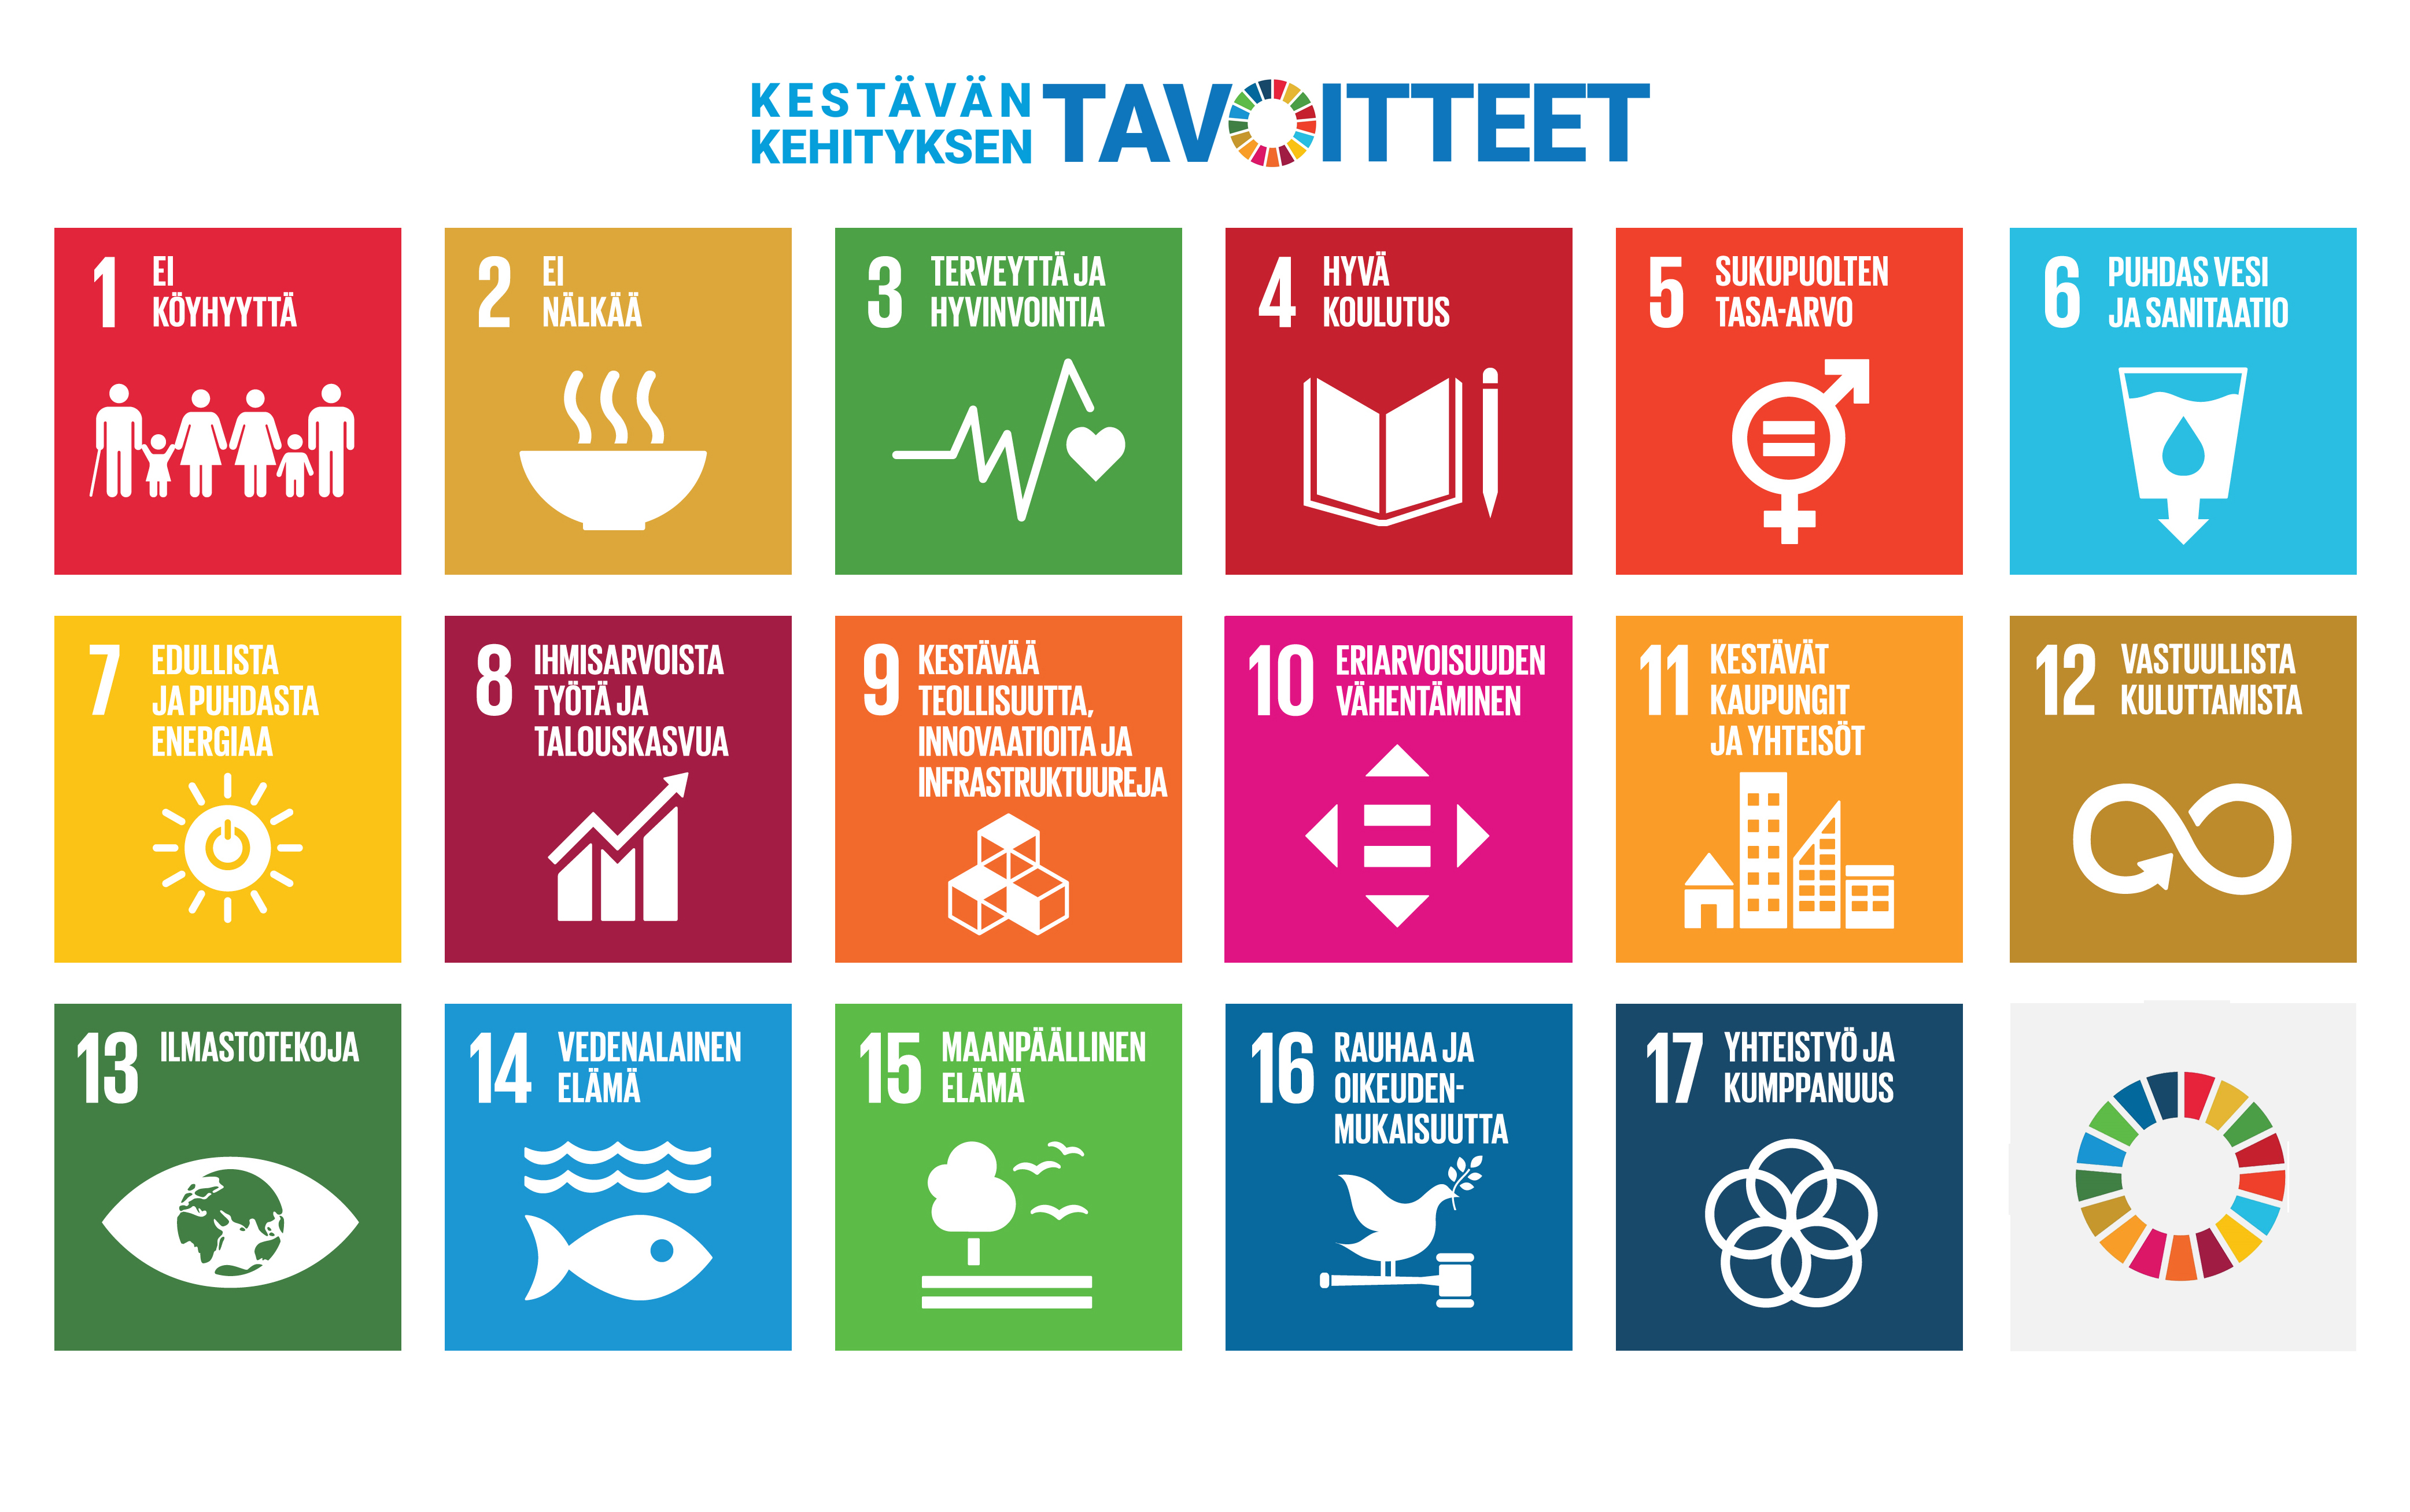 KESTÄVÄN
KEHITYKSEN
TAVOITTEET
1 EI
KÖYHYYTTÄ
2 EI
NÄLKÄÄ
3 TERVEYTTÄ JA
HYVINVOINTIA
4 HYVÄ
KOULUTUS
5 SUKUPUOLTEN
TASA-ARVO
6 PUHDAS VESI
JA SANITAATIO
7 EDULLISTA
JA PUHDASTA
ENERGIAA
8 IHMISARVOISTA
TYÖTÄ JA
TALOUSKASVUA
9 KESTÄVÄÄ
TEOLLISUUTTA,
INNOVAATIOITA JA
INFRASTRUKTUUREJA
10 ERIARVOISUUDEN
VÄHENTÄMINEN
11 KESTÄVÄT
KAUPUNGIT
JA YHTEISÖT
12 VASTUULLISTA
KULUTTAMISTA
13 ILMASTOTEKOJA
14 VEDENALAINEN
ELÄMÄ
15 MAANPÄÄLLINEN
ELÄMÄ
16 RAUHAA JA
OIKEUDEN-
MUKAISUUTTA
17 YHTEISTYÖ JA
KUMPPANUUS